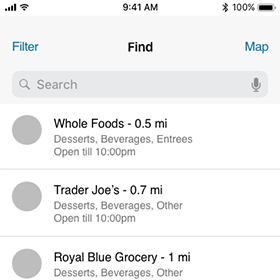 9:41 AM
100%
Filter
Find
Map
Search
Whole Foods - 0.5 mi
Desserts, Beverages, Entrees
Open till 10:00pm
Trader Joe’s - 0.7 mi
Desserts, Beverages, Other
Open till 10:00pm
Royal Blue Grocery - 1 mi
Desserts, Beverages, Other